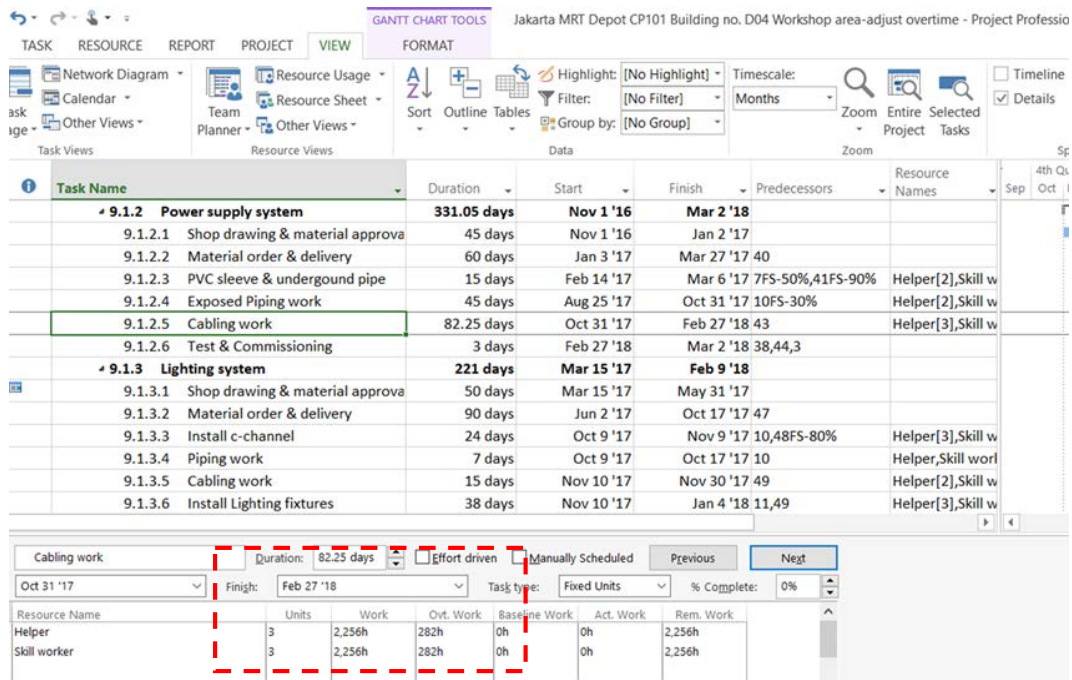 GANTT CHART TOOLS Jakarta MRT Depot CP101 Building no. D04 Workshop area-adjust overtime - Project Professio
TASK RESOURCE REPORT PROJECT VIEW FORMAT
Network Diagram Resource Usage Highlight: [No Highlight] Timescale: Timeline
Calendar Resource Sheet Filter: [No Filter] Months Details
ask Other Views Team Other Views Sort Outline Tables Group by: [No Group] Zoom Entire Selected
age Planner Project Tasks
Task Views Resource Views Data Zoom Sp
Task Name Duration Start Finish Predecessors Resource Names 4th Qu
Sep Oct
9.1.2 Power supply system 331.05 days Nov 1 '16 Mar 2 '18
9.1.2.1 Shop drawing & material approva 45 days Nov 1 '16 Jan 2 '17
9.1.2.2 Material order & delivery 60 days Jan 3 '17 Mar 27 '17 40
9.1.2.3 PVC sleeve & undergound pipe 15 days Feb 14 '17 Mar 6 '17 7FS-50%,41FS-90% Helper[2],Skill w
9.1.2.4 Exposed Piping work 45 days Aug 25 '17 Oct 31 '17 10FS-30% Helper[2],Skill w
9.1.2.5 Cabling work 82.25 days Oct 31 '17 Feb 27 '18 43 Helper[3],Skill w
9.1.2.6 Test & Commissioning 3 days Feb 27 '18 Mar 2 '18 38,44,3
9.1.3 Lighting system 221 days Mar 15 '17 Feb 9 '18
9.1.3.1 Shop drawing & material approva 50 days Mar 15 '17 May 31 '17
9.1.3.2 Material order & delivery 90 days Jun 2 '17 Oct 17 '17 47
9.1.3.3 Install c-channel 24 days Oct 9 '17 Nov 9 '17 10,48FS-80% Helper[3],Skill w
9.1.3.4 Piping work 7 days Oct 9 '17 Oct 17 '17 10 Helper,Skill worl
9.1.3.5 Cabling work 15 days Nov 10 '17 Nov 30 '17 49 Helper[2],Skill w
9.1.3.6 Install Lighting fixtures 38 days Nov 10 '17 Jan 4 '18 11,49 Helper[3],Skill w
Cabling work Duration: 82.25 days Effort driven Manually Scheduled Previous Next
Oct 31 '17 Finish: Feb 27 '18 Task type: Fixed Units % Complete: 0%
Resource Name Units Work Ovt. Work Baseline Work Act. Work Rem. Work
Helper 3 2,256h 282h 0h 0h 2,256h
Skill worker 3 2,256h 282h 0h 0h 2,256h